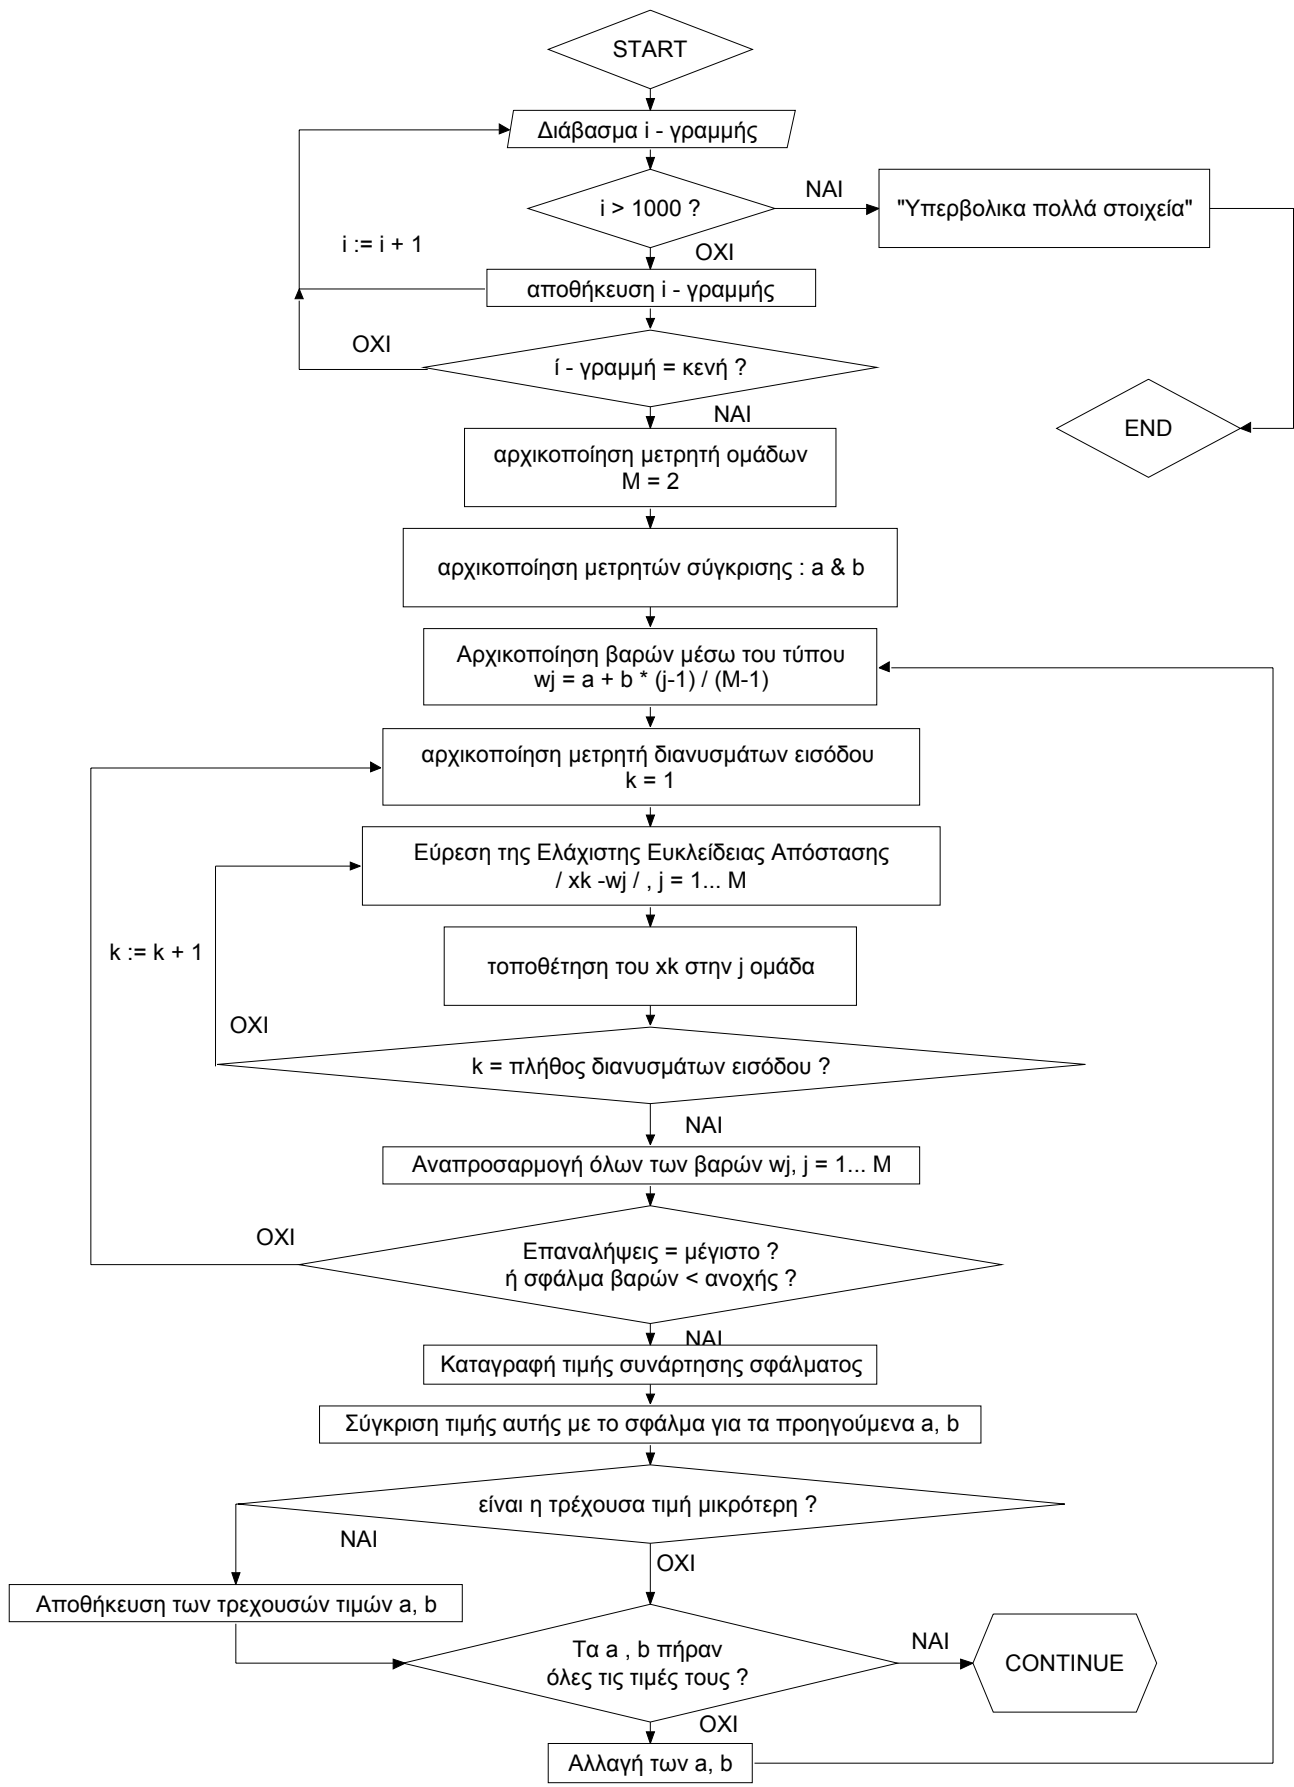 START
Διάβασμα i - γραμμής
i > 1000 ?
ΝΑΙ
"Υπερβολικα πολλά στοιχεία"
i := i + 1
ΟΧΙ
αποθήκευση i - γραμμής
ΟΧΙ
í - γραμμή = κενή ?
ΝΑΙ
END
αρχικοποίηση μετρητή ομάδων
M = 2
αρχικοποίηση μετρητών σύγκρισης : a & b
Αρχικοποίηση βαρών μέσω του τύπου
wj = a + b * (j-1) / (M-1)
αρχικοποίηση μετρητή διανυσμάτων εισόδου
k = 1
Εύρεση της Ελάχιστης Ευκλείδειας Απόστασης
/ xk -wj / , j = 1... M
k := k + 1
τοποθέτηση του xk στην j ομάδα
ΟΧΙ
k = πλήθος διανυσμάτων εισόδου ?
ΝΑΙ
Αναπροσαρμογή όλων των βαρών wj, j = 1... M
ΟΧΙ
Επαναλήψεις = μέγιστο ?
ή σφάλμα βαρών < ανοχής ?
ΝΑΙ
Καταγραφή τιμής συνάρτησης σφάλματος
Σύγκριση τιμής αυτής με το σφάλμα για τα προηγούμενα a, b
είναι η τρέχουσα τιμή μικρότερη ?
ΝΑΙ
ΟΧΙ
Αποθήκευση των τρεχουσών τιμών a, b
Τα a , b πήραν
όλες τις τιμές τους ?
ΝΑΙ
CONTINUE
ΟΧΙ
Αλλαγή των a, b